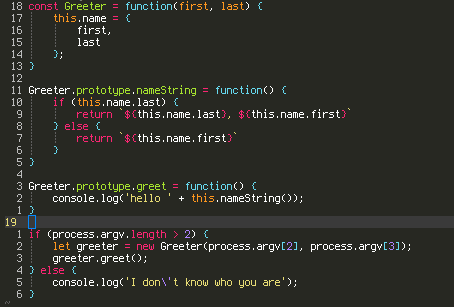 18 const Greeter = function(first, last) {
17     this.name = {
16         first,
15         last
14     };
13 }
12
11 Greeter.prototype.nameString = function() {
10     if (this.name.last) {
9         return `${this.name.last}, ${this.name.first}`
8     } else {
7         return `${this.name.first}`
6     }
5 }
4
3 Greeter.prototype.greet = function() {
2     console.log('hello ' + this.nameString());
1 }
19
1 if (process.argv.length > 2) {
2     let greeter = new Greeter(process.argv[2], process.argv[3]);
3     greeter.greet();
4 } else {
5     console.log('I don\'t know who you are');
6 }
~